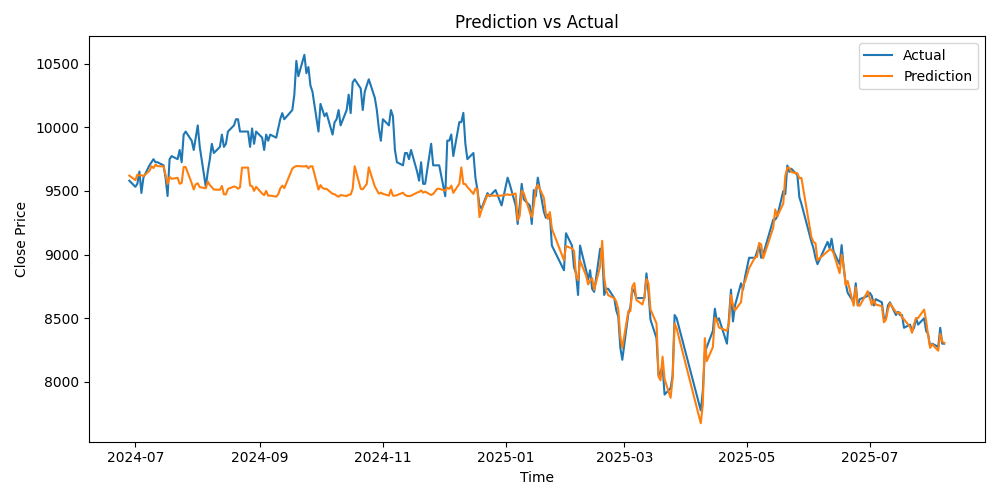 Prediction vs Actual
Actual
Prediction
Close Price
10500
10000
9500
9000
8500
8000
2024-07
2024-09
2024-11
2025-01
2025-03
2025-05
2025-07
Time